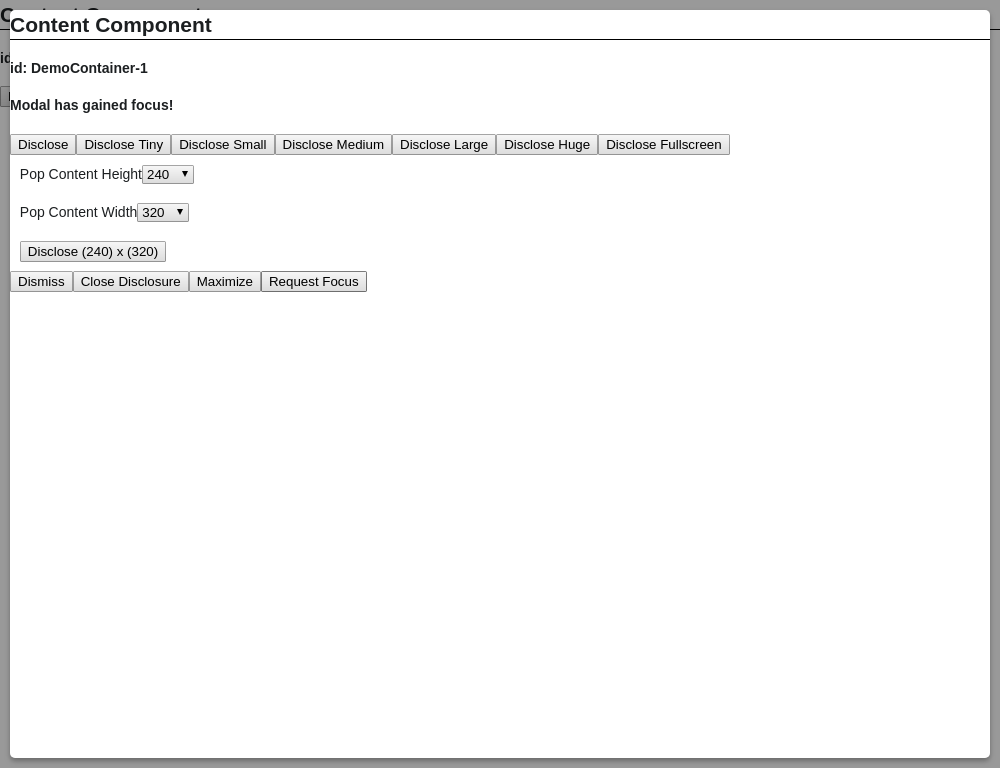 Content Component
id: DemoContainer-1
Modal has gained focus!
Disclose Disclose Tiny Disclose Small Disclose Medium Disclose Large Disclose Huge Disclose Fullscreen
Pop Content Height 240
Pop Content Width 320
Disclose (240) x (320)
Dismiss Close Disclosure Maximize Request Focus